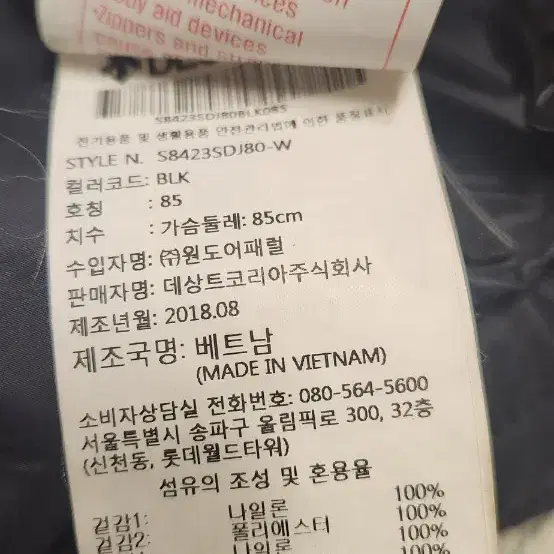 body aid devices
mechanical
•Zippers and
S8423SDJ80BLK085
전기용품 및 생활용품 안전관리법에 의한 품질표시
STYLE N. S8423SDJ80-W
컬러코드: BLK
호칭 : 85
치수 : 가슴둘레: 85cm
수입자명: ㈜원도어패럴
판매자명: 데상트코리아주식회사
제조년월: 2018.08
제조국명: 베트남
(MADE IN VIETNAM)
소비자상담실 전화번호: 080-564-5600
서울특별시 송파구 올림픽로 300, 32층
(신천동, 롯데월드타워)
섬유의 조성 및 혼용율
겉감1: 나일론 100%
겉감2: 폴리에스터 100%
나일론 100%
100%